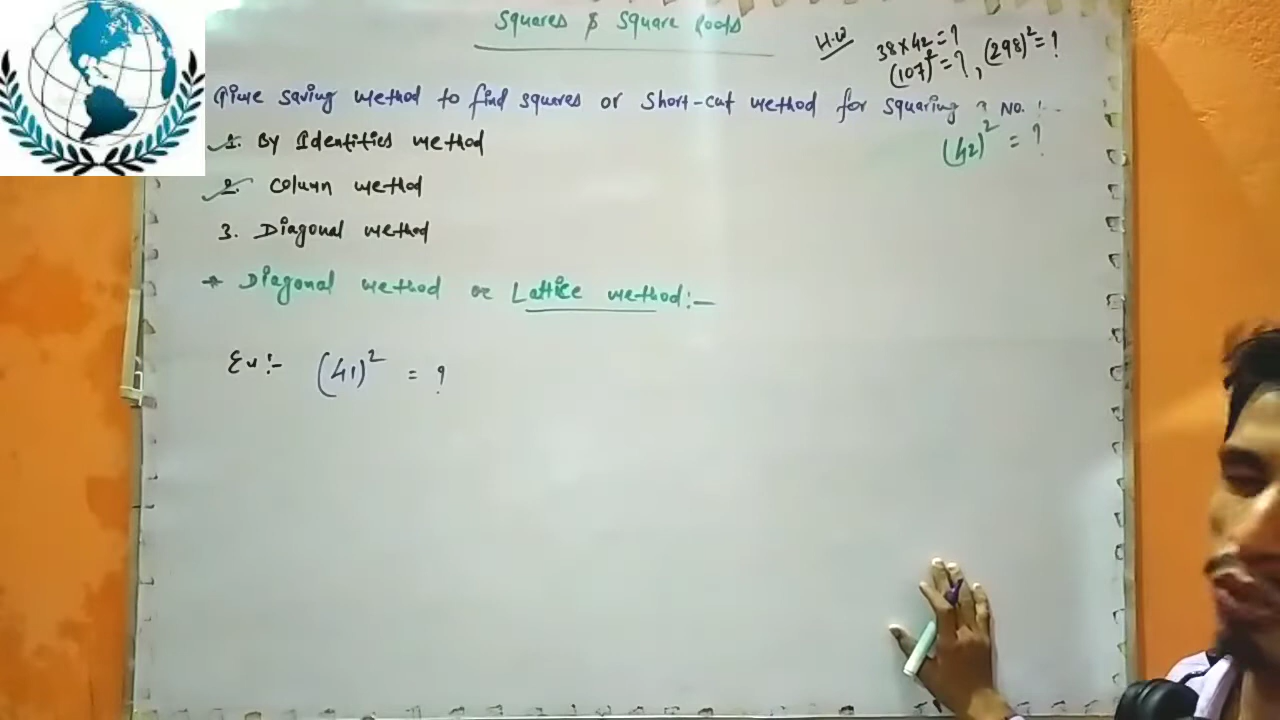 Squares & Square Roots
H.W 38×42=?
(107)²=?, (298)²=?
Time saving method to find squares or Short-cut method for squaring a No. :-
1. By Identities method
(42)² = ?
2. Column method
3. Diagonal method
* Diagonal method or Lattice method:-
Ex:- (41)² = ?